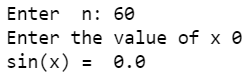 Enter  n: 60
Enter the value of x 0
sin(x) =  0.0